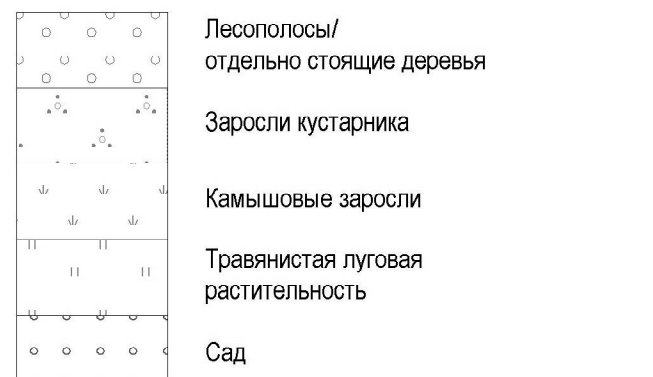 Лесополосы/
отдельно стоящие деревья
Заросли кустарника
Камышовые заросли
Травянистая луговая
растительность
Сад